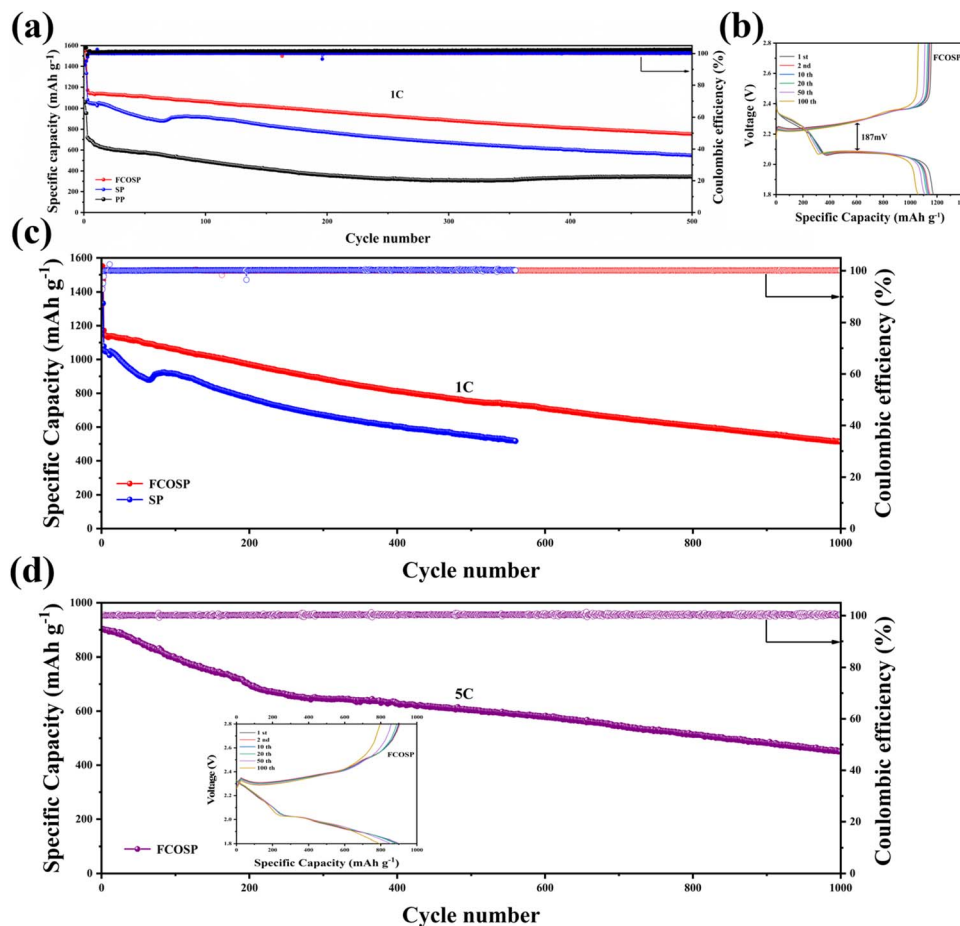 (a)
Specific capacity (mAh g⁻¹)
1600
1400
1200
1000
800
600
400
200
0
1C
FCOSP
SP
PP
0
100
200
300
400
500
Cycle number
100
80
60
40
20
0
Coulombic efficiency (%)
(b)
Voltage (V)
2.8
2.6
2.4
2.2
2.0
1.8
1 st
2 nd
10 th
20 th
50 th
100 th
FCOSP
187mV
0
200
400
600
800
1000
1200
1400
Specific Capacity (mAh g⁻¹)
(c)
Specific Capacity (mAh g⁻¹)
1600
1400
1200
1000
800
600
400
200
0
1C
FCOSP
SP
0
200
400
600
800
1000
Cycle number
100
80
60
40
20
0
Coulombic efficiency (%)
(d)
Specific Capacity (mAh g⁻¹)
1000
800
600
400
200
0
5C
0
200
400
600
800
1000
Voltage (V)
2.8
2.6
2.4
2.2
2.0
1.8
1 st
2 nd
10 th
20 th
50 th
100 th
FCOSP
0
200
400
600
800
1000
Specific Capacity (mAh g⁻¹)
FCOSP
0
200
400
600
800
1000
Cycle number
100
80
60
40
20
0
Coulombic efficiency (%)